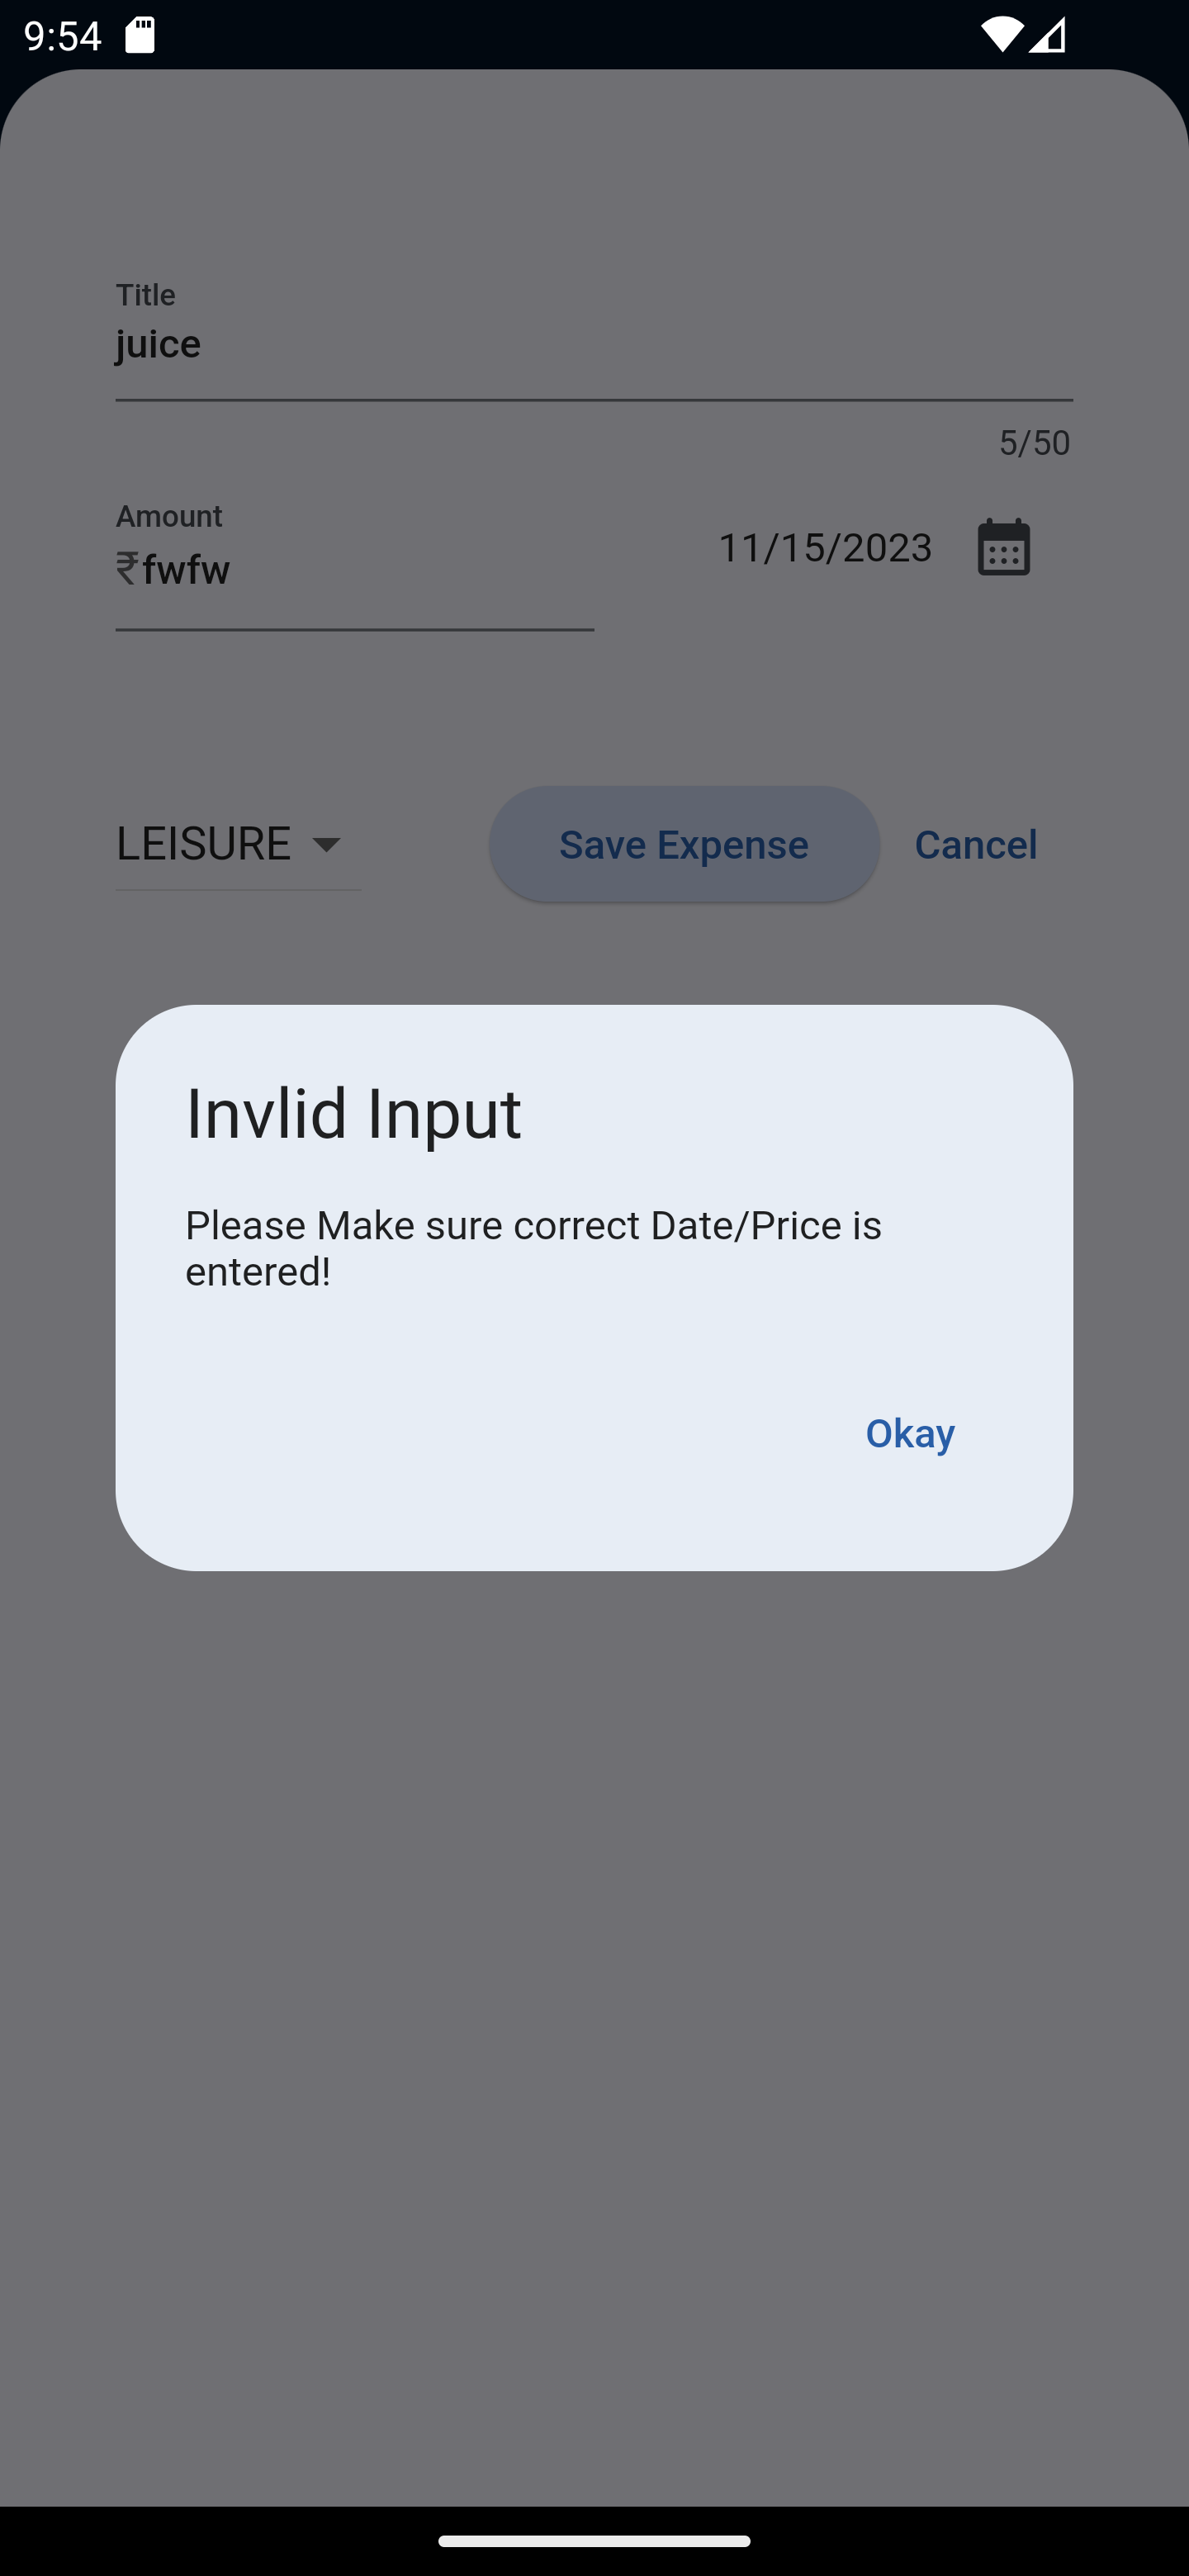 9:54
Title
juice
5/50
Amount
₹fwfw
11/15/2023
LEISURE
Save Expense
Cancel
Invlid Input
Please Make sure correct Date/Price is
entered!
Okay